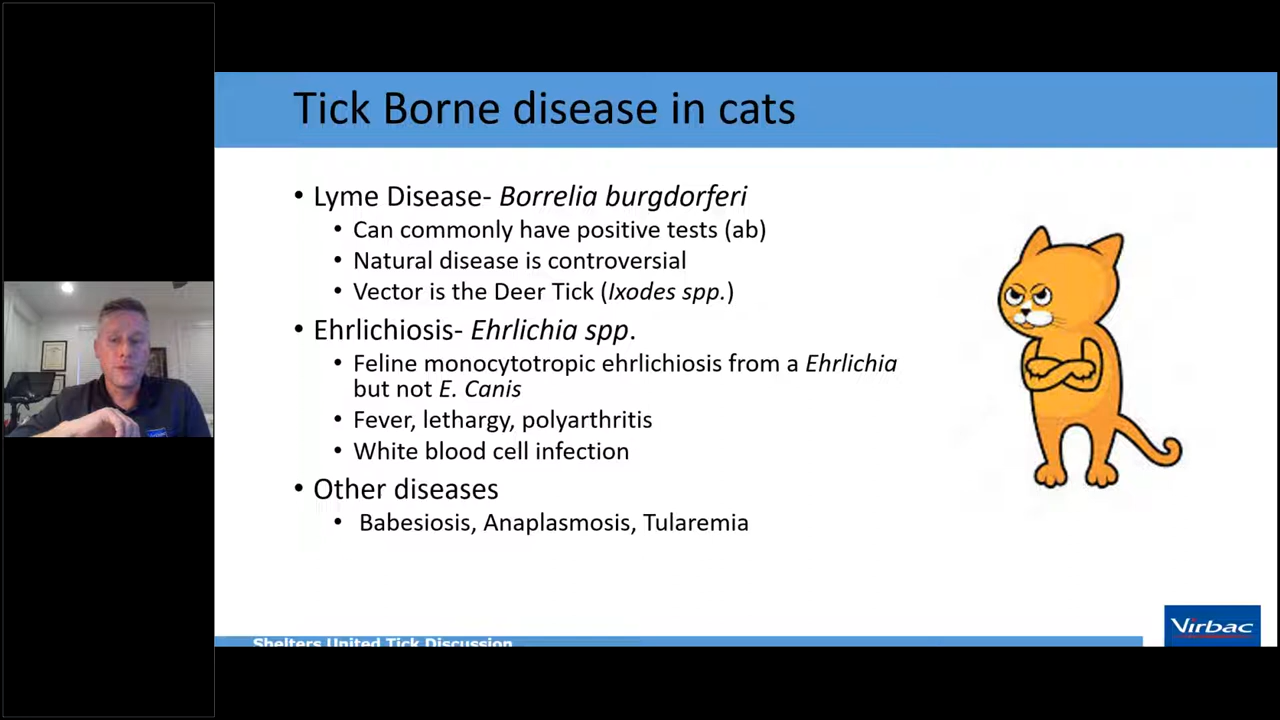 Tick Borne disease in cats
• Lyme Disease- Borrelia burgdorferi
• Can commonly have positive tests (ab)
• Natural disease is controversial
• Vector is the Deer Tick (Ixodes spp.)
• Ehrlichiosis- Ehrlichia spp.
• Feline monocytotropic ehrlichiosis from a Ehrlichia
but not E. Canis
• Fever, lethargy, polyarthritis
• White blood cell infection
• Other diseases
• Babesiosis, Anaplasmosis, Tularemia
Shelters United Tick Discussion
Virbac